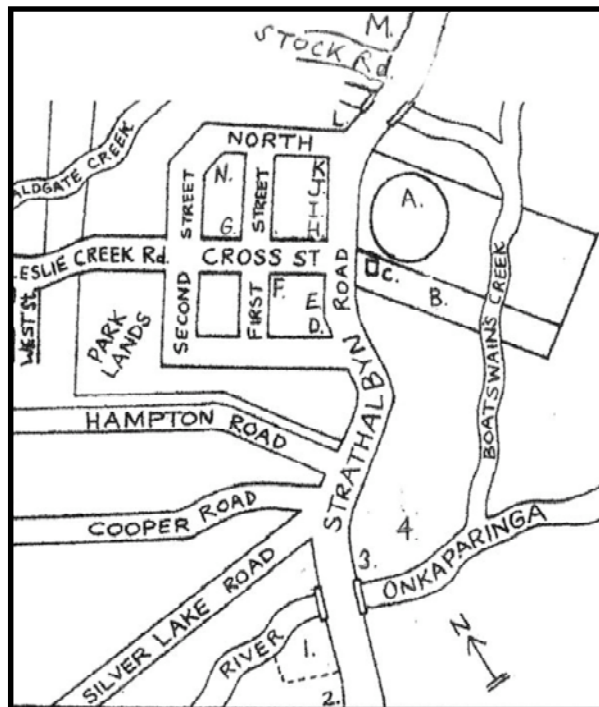 M.
STOCK Rd.
L.
NORTH
ALDGATE CREEK
N.
K
J.
I.
H.
G.
A.
STREET
STREET
LESLIE CREEK Rd.
CROSS ST
ROAD
C.
B.
F.
E
D.
WEST St.
PARK
LANDS
SECOND
FIRST
BOATSWAINS CREEK
STRATHALBYN
HAMPTON ROAD
COOPER ROAD
4
3.
ONKAPARINGA
SILVER LAKE ROAD
RIVER
1.
2.
N